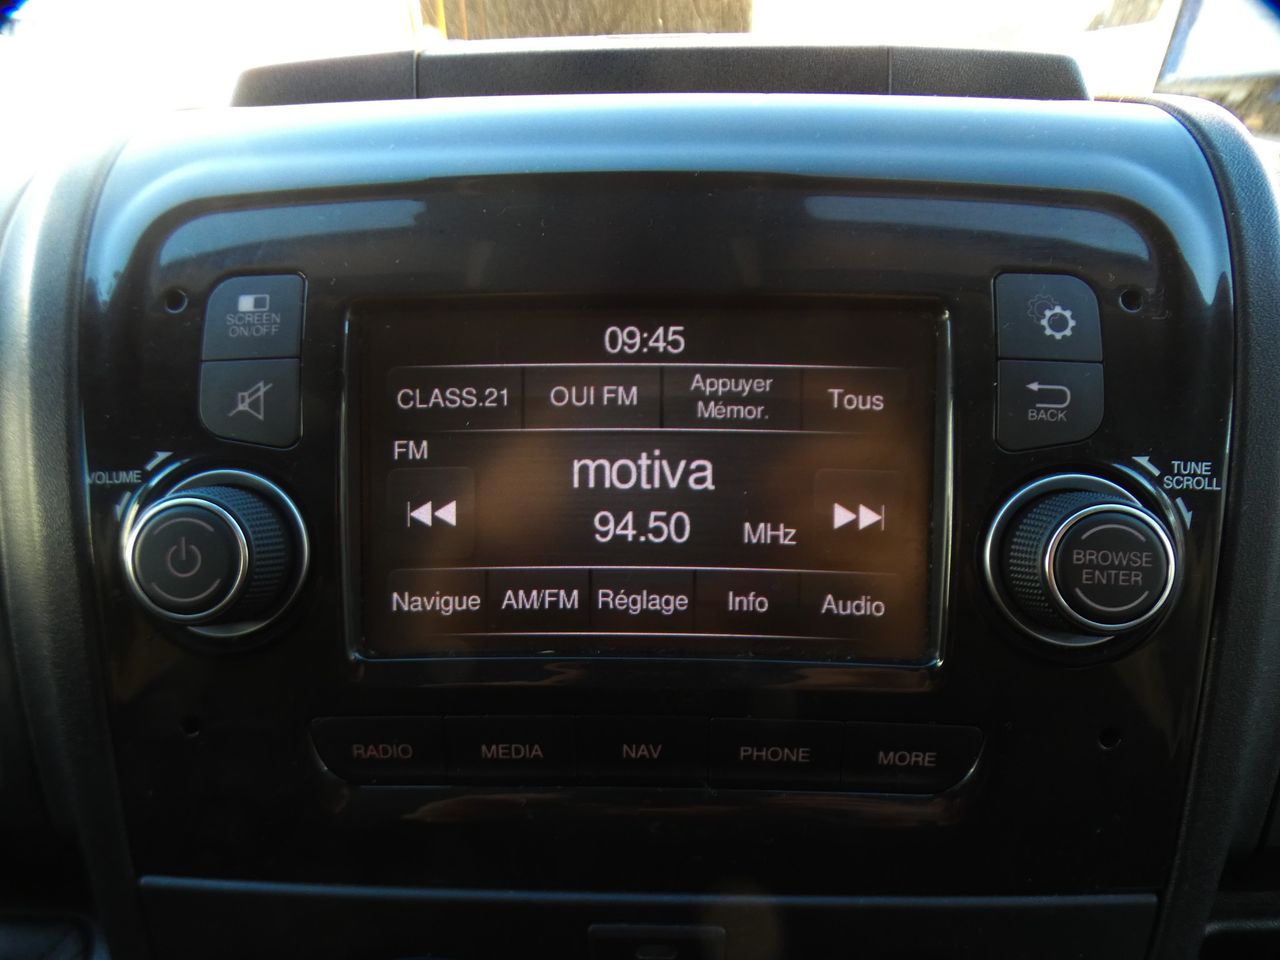 SCREEN
ON/OFF
09:45
CLASS.21
OUI FM
Appuyer
Mémor.
Tous
BACK
FM
motiva
94.50
MHz
VOLUME
TUNE
SCROLL
BROWSE
ENTER
Navigue
AM/FM
Réglage
Info
Audio
RADIO
MEDIA
NAV
PHONE
MORE